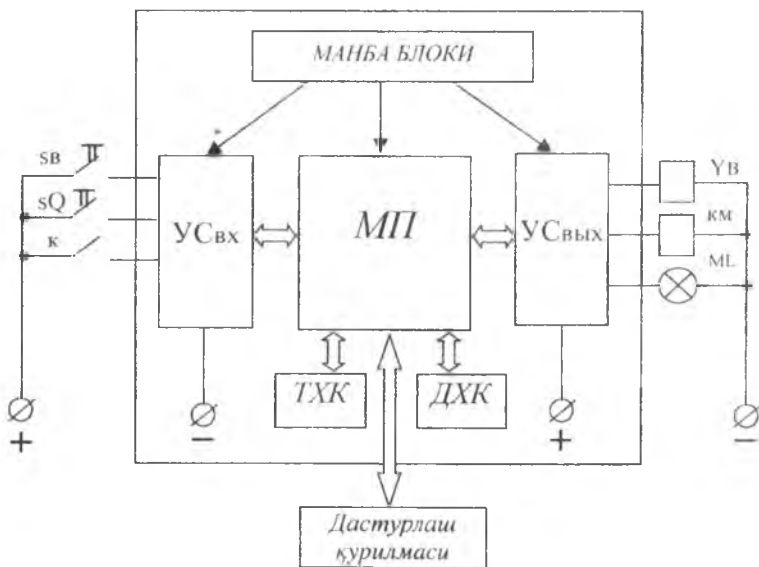 МАНБА БЛОКИ
SB
SQ
К
УСвх
МП
УСвых
YB
КМ
ML
ТХК
ДХК
+
−
+
−
Дастурлаш
қурилмаси